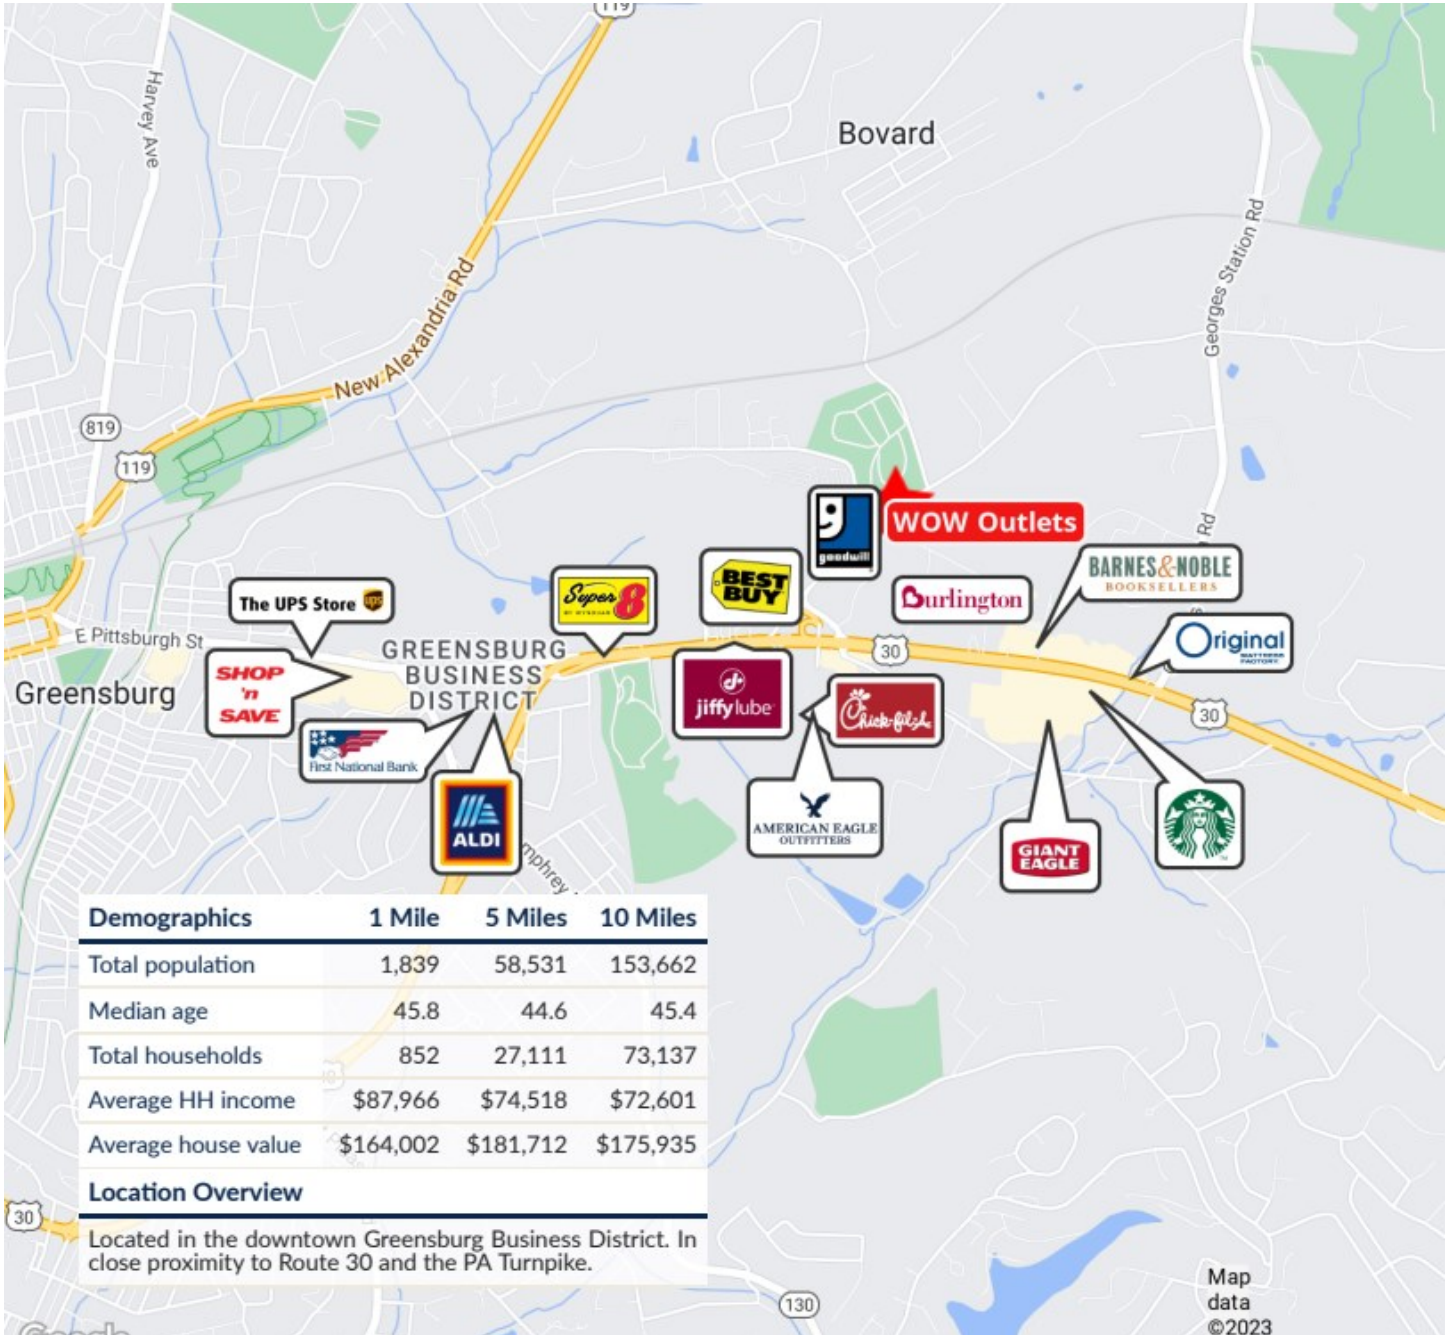 119
Harvey Ave
Bovard
Georges Station Rd
New Alexandria Rd
819
119
goodwill
WOW Outlets
Rd
BEST
BUY
BARNES&NOBLE
BOOKSELLERS
The UPS Store
ups
Super 8
BY WYNDHAM
Burlington
E Pittsburgh St
GREENSBURG
BUSINESS
DISTRICT
30
Original
MATTRESS
FACTORY
SHOP
'n
SAVE
Greensburg
jiffy lube
Chick-fil-A
30
First National Bank
ALDI
AMERICAN EAGLE
OUTFITTERS
GIANT
EAGLE
mphrey
Demographics 1 Mile 5 Miles 10 Miles
Total population 1,839 58,531 153,662
Median age 45.8 44.6 45.4
Total households 852 27,111 73,137
Average HH income $87,966 $74,518 $72,601
Average house value $164,002 $181,712 $175,935
Location Overview
30
Located in the downtown Greensburg Business District. In
close proximity to Route 30 and the PA Turnpike.
130
Map
data
©2023
Google